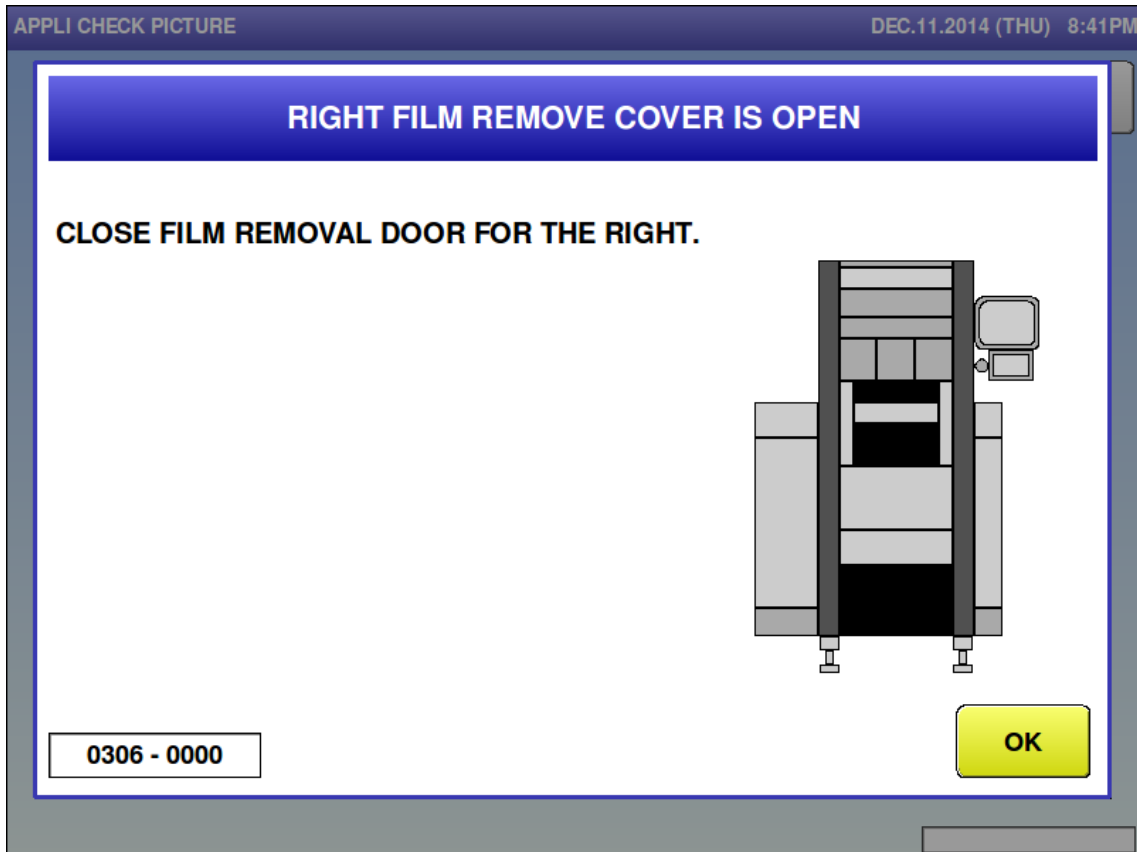 APPLI CHECK PICTURE DEC.11.2014 (THU) 8:41PM
RIGHT FILM REMOVE COVER IS OPEN
CLOSE FILM REMOVAL DOOR FOR THE RIGHT.
0306 - 0000
OK